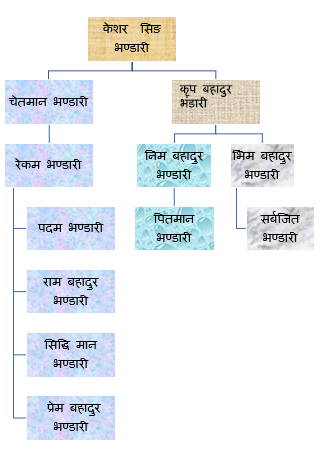 केशर सिङ
भण्डारी
चेतमान भण्डारी
कृप बहादुर
भडारी
रेकम भण्डारी
निम बहादुर
भण्डारी
भिम बहादुर
भण्डारी
पदम भण्डारी
पितमान
भण्डारी
सर्बजित
भण्डारी
राम बहादुर
भण्डारी
सिद्धि मान
भण्डारी
प्रेम बहादुर
भण्डारी